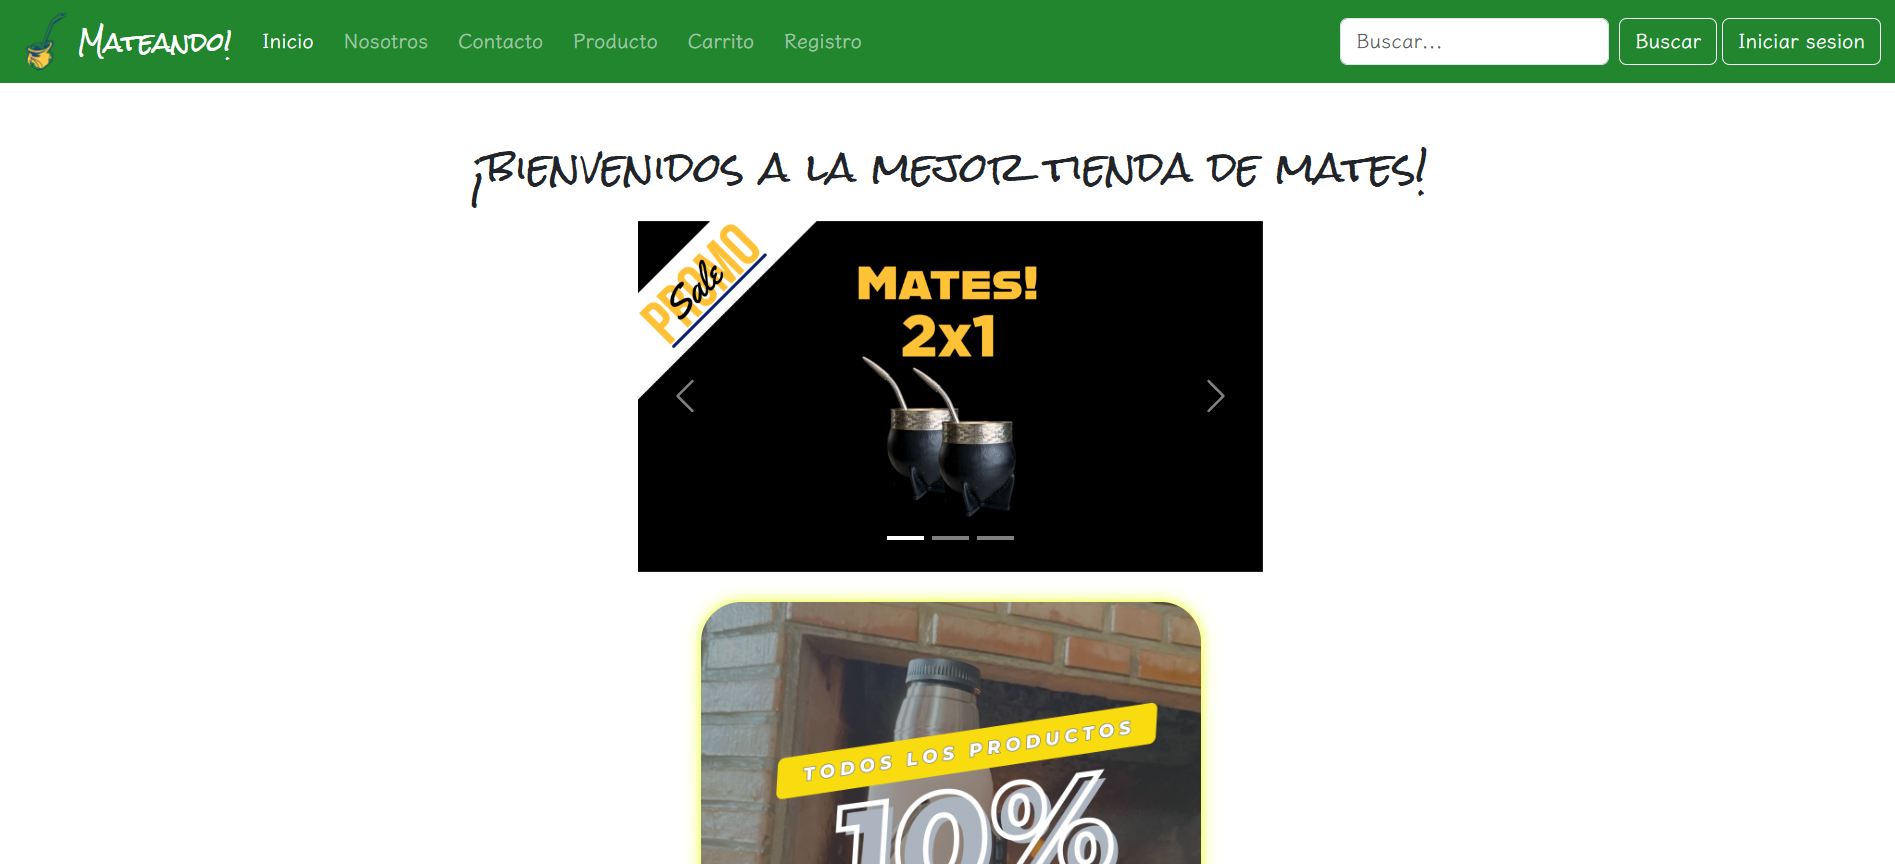 Mateando! Inicio Nosotros Contacto Producto Carrito Registro Buscar... Buscar Iniciar sesion
¡Bienvenidos a la mejor tienda de mates!
PROMO
Sale
MATES!
2x1
TODOS LOS PRODUCTOS
10%